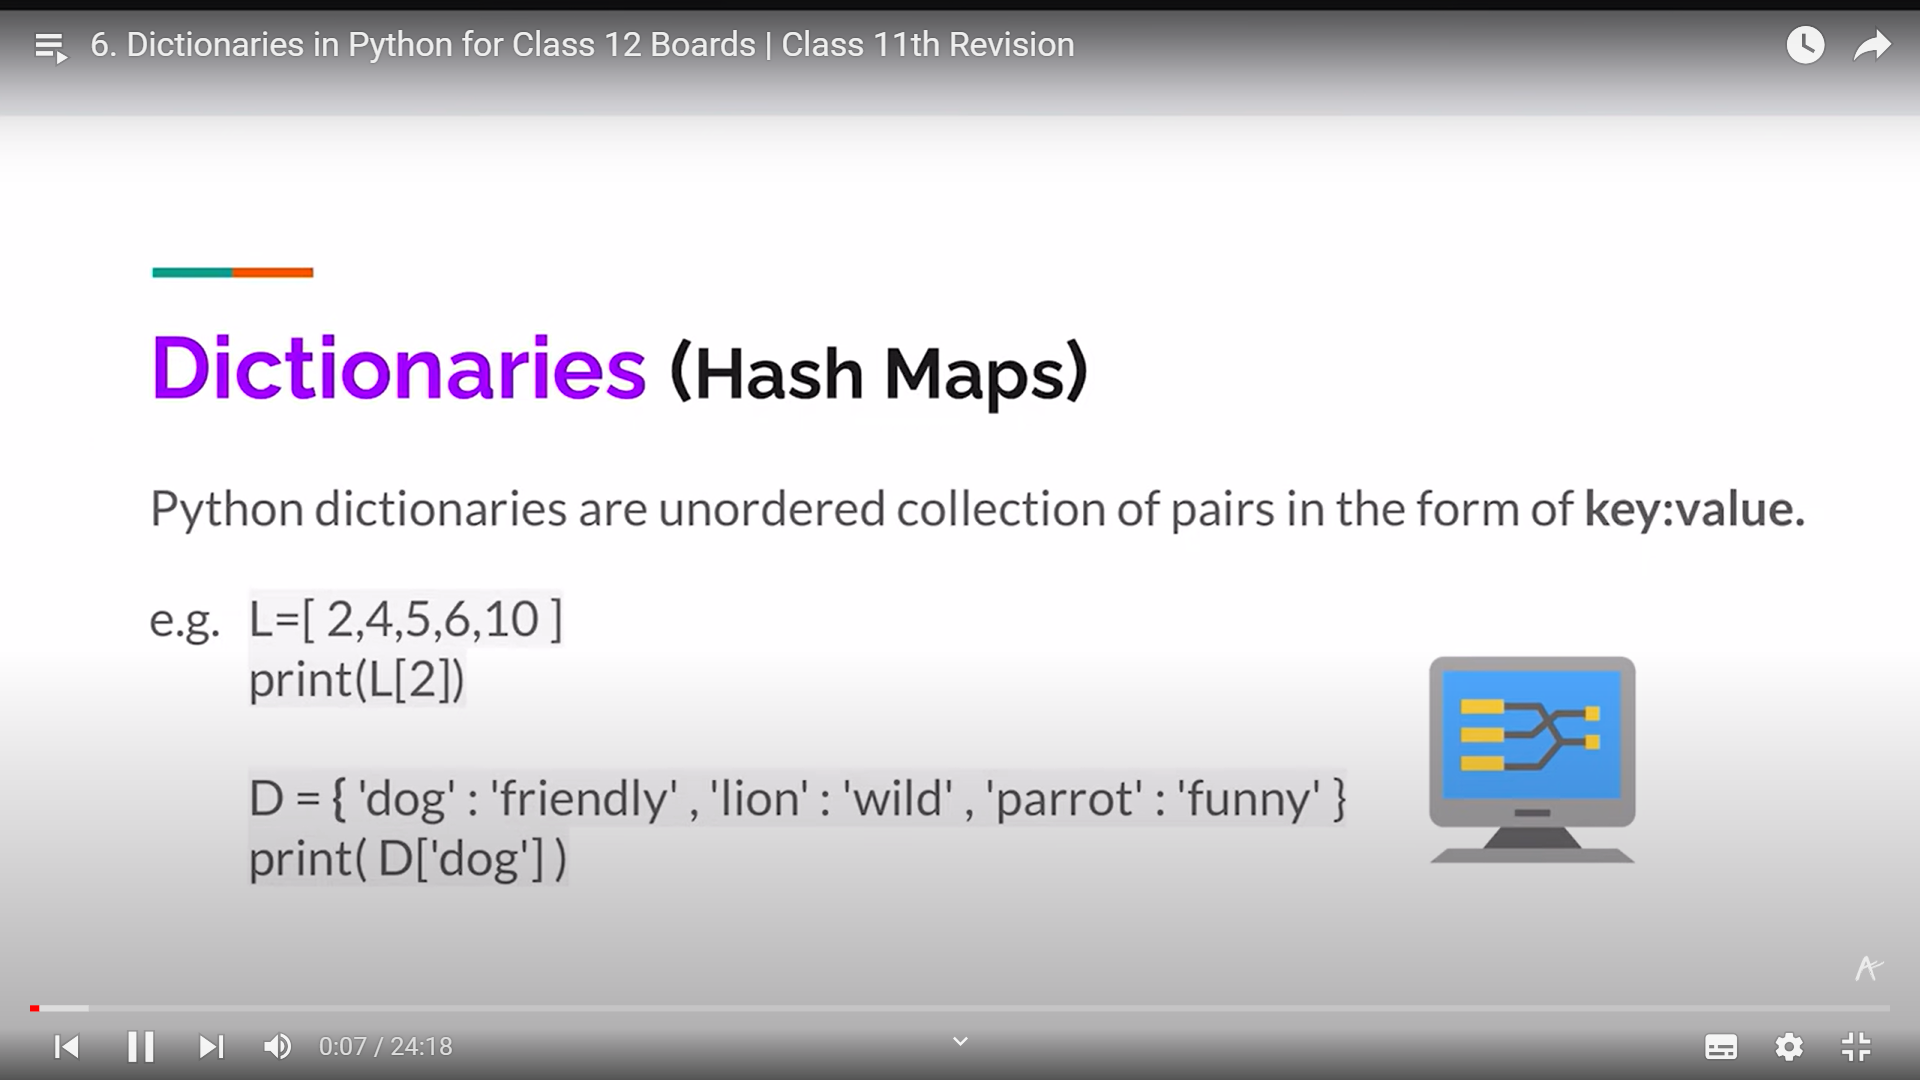 6. Dictionaries in Python for Class 12 Boards | Class 11th Revision
Dictionaries (Hash Maps)
Python dictionaries are unordered collection of pairs in the form of key:value.
e.g. L=[ 2,4,5,6,10 ]
print(L[2])
D = { 'dog' : 'friendly' , 'lion' : 'wild' , 'parrot' : 'funny' }
print( D['dog'] )
0:07 / 24:18